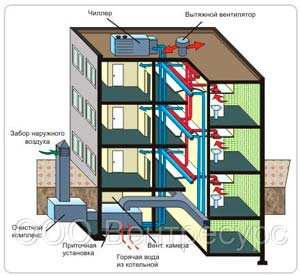 Чиллер
Вытяжной вентилятор
Забор наружного
воздуха
Очистной
комплекс
Приточная
установка
Горячая вода
из котельной
Вент. камера
ООО Вентресурс